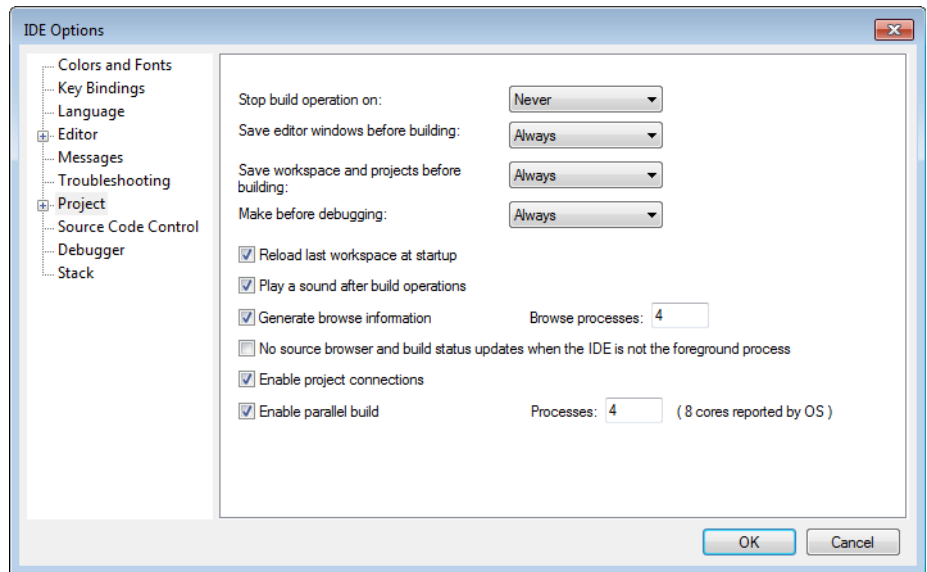 IDE Options
Colors and Fonts
Key Bindings
Language
Editor
Messages
Troubleshooting
Project
Source Code Control
Debugger
Stack
Stop build operation on: Never
Save editor windows before building: Always
Save workspace and projects before
building: Always
Make before debugging: Always
Reload last workspace at startup
Play a sound after build operations
Generate browse information Browse processes: 4
No source browser and build status updates when the IDE is not the foreground process
Enable project connections
Enable parallel build Processes: 4 ( 8 cores reported by OS )
OK Cancel